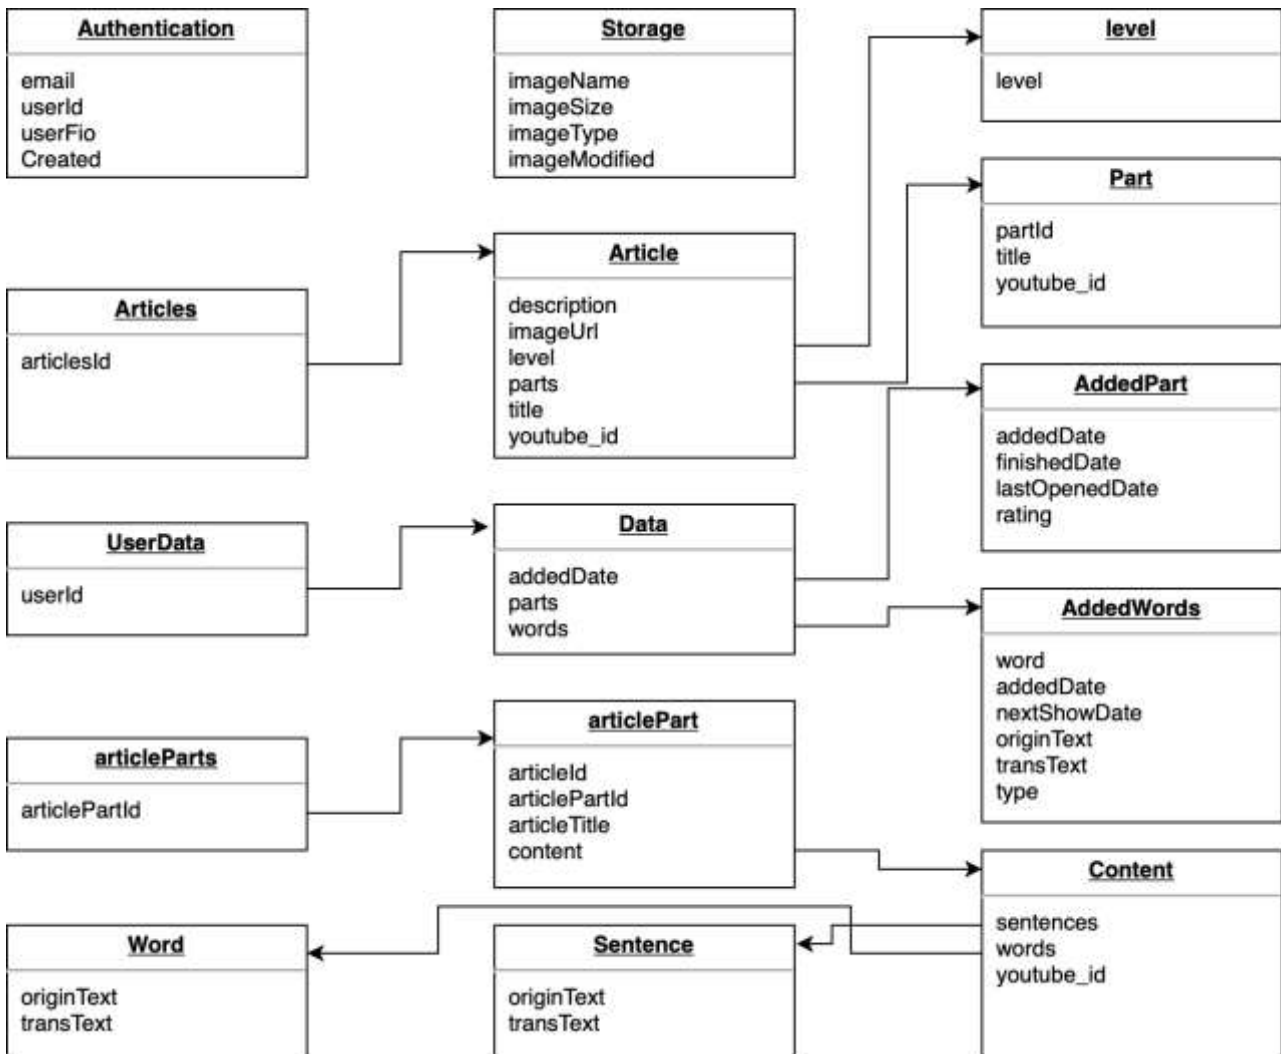 Authentication
email
userId
userFio
Created
Storage
imageName
imageSize
imageType
imageModified
level
level
Part
partId
title
youtube_id
Articles
articlesId
Article
description
imageUrl
level
parts
title
youtube_id
AddedPart
addedDate
finishedDate
lastOpenedDate
rating
UserData
userId
Data
addedDate
parts
words
AddedWords
word
addedDate
nextShowDate
originText
transText
type
articleParts
articlePartId
articlePart
articleId
articlePartId
articleTitle
content
Content
sentences
words
youtube_id
Word
originText
transText
Sentence
originText
transText